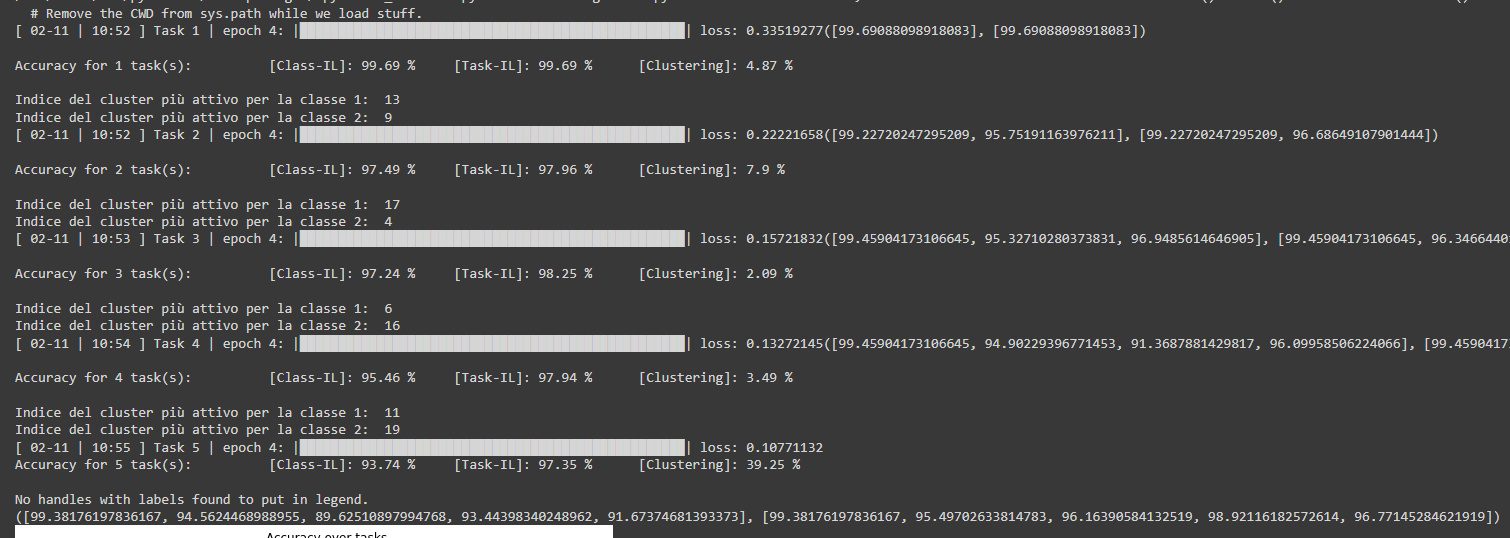 # Remove the CWD from sys.path while we load stuff.
[ 02-11 | 10:52 ] Task 1 | epoch 4: |██████████████████████████████████████████████████| loss: 0.33519277([99.69088098918083], [99.69088098918083])
Accuracy for 1 task(s): [Class-IL]: 99.69 % [Task-IL]: 99.69 % [Clustering]: 4.87 %
Indice del cluster più attivo per la classe 1: 13
Indice del cluster più attivo per la classe 2: 9
[ 02-11 | 10:52 ] Task 2 | epoch 4: |██████████████████████████████████████████████████| loss: 0.22221658([99.22720247295209, 95.75191163976211], [99.22720247295209, 96.68649107901444])
Accuracy for 2 task(s): [Class-IL]: 97.49 % [Task-IL]: 97.96 % [Clustering]: 7.9 %
Indice del cluster più attivo per la classe 1: 17
Indice del cluster più attivo per la classe 2: 4
[ 02-11 | 10:53 ] Task 3 | epoch 4: |██████████████████████████████████████████████████| loss: 0.15721832([99.45904173106645, 95.32710280373831, 96.9485614646905], [99.45904173106645, 96.3466440
Accuracy for 3 task(s): [Class-IL]: 97.24 % [Task-IL]: 98.25 % [Clustering]: 2.09 %
Indice del cluster più attivo per la classe 1: 6
Indice del cluster più attivo per la classe 2: 16
[ 02-11 | 10:54 ] Task 4 | epoch 4: |██████████████████████████████████████████████████| loss: 0.13272145([99.45904173106645, 94.90229396771453, 91.3687881429817, 96.09958506224066], [99.4590417
Accuracy for 4 task(s): [Class-IL]: 95.46 % [Task-IL]: 97.94 % [Clustering]: 3.49 %
Indice del cluster più attivo per la classe 1: 11
Indice del cluster più attivo per la classe 2: 19
[ 02-11 | 10:55 ] Task 5 | epoch 4: |██████████████████████████████████████████████████| loss: 0.10771132
Accuracy for 5 task(s): [Class-IL]: 93.74 % [Task-IL]: 97.35 % [Clustering]: 39.25 %
No handles with labels found to put in legend.
([99.38176197836167, 94.5624468988955, 89.62510897994768, 93.44398340248962, 91.67374681393373], [99.38176197836167, 95.49702633814783, 96.16390584132519, 98.92116182572614, 96.77145284621919])
Accuracy over tasks